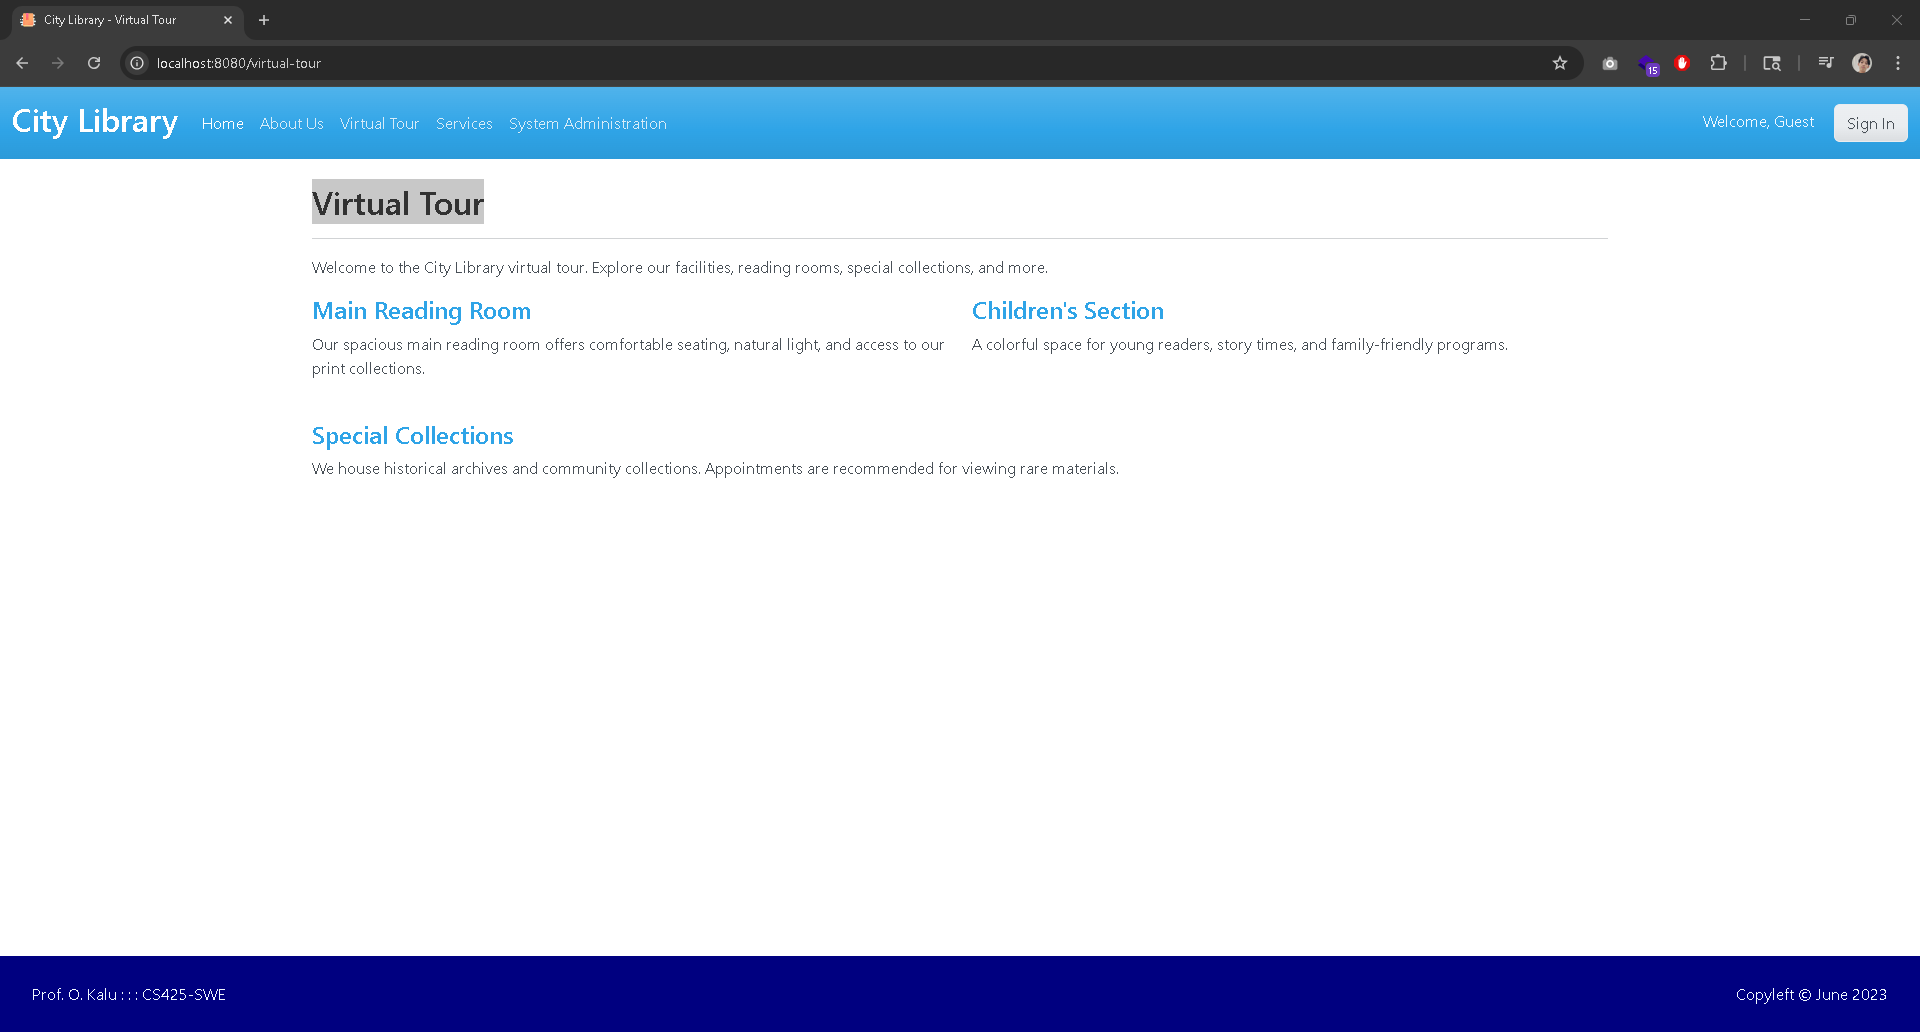 City Library - Virtual Tour
localhost:8080/virtual-tour
15
City Library Home About Us Virtual Tour Services System Administration Welcome, Guest Sign In
Virtual Tour
Welcome to the City Library virtual tour. Explore our facilities, reading rooms, special collections, and more.
Main Reading Room
Our spacious main reading room offers comfortable seating, natural light, and access to our
print collections.
Children's Section
A colorful space for young readers, story times, and family-friendly programs.
Special Collections
We house historical archives and community collections. Appointments are recommended for viewing rare materials.
Prof. O. Kalu : : : CS425-SWE Copyleft © June 2023